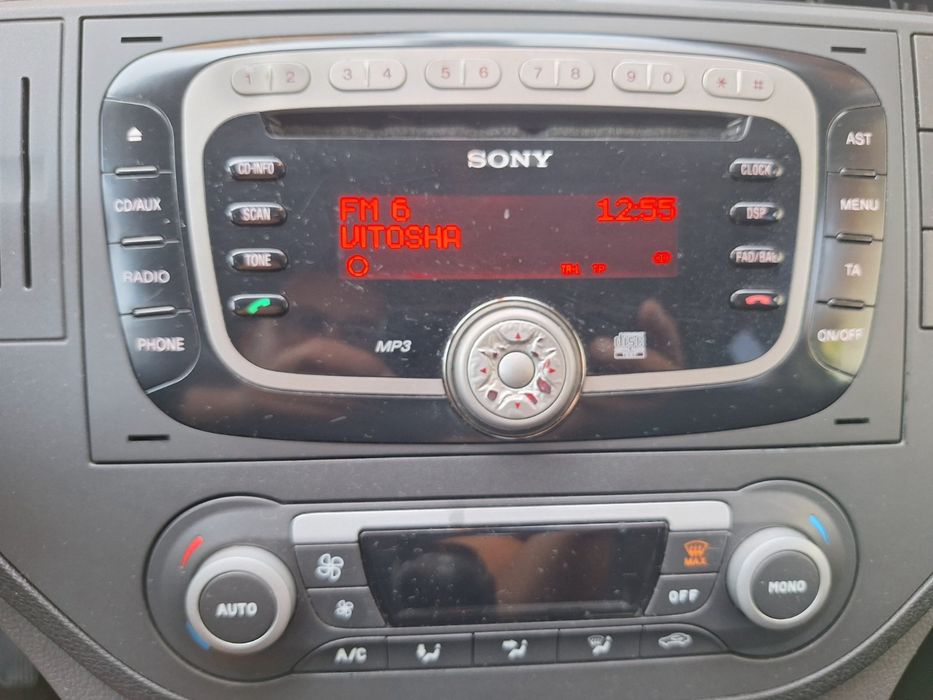 1 2 3 4 5 6 7 8 9 0 * #
SONY
CD-INFO
CLOCK
AST
CD/AUX
SCAN
FM 6 12:55
DSP
MENU
VITOSHA
TONE
FAD/BAL
RADIO
TA
PHONE
MP3
ON/OFF
MAX
AUTO
OFF
MONO
A/C